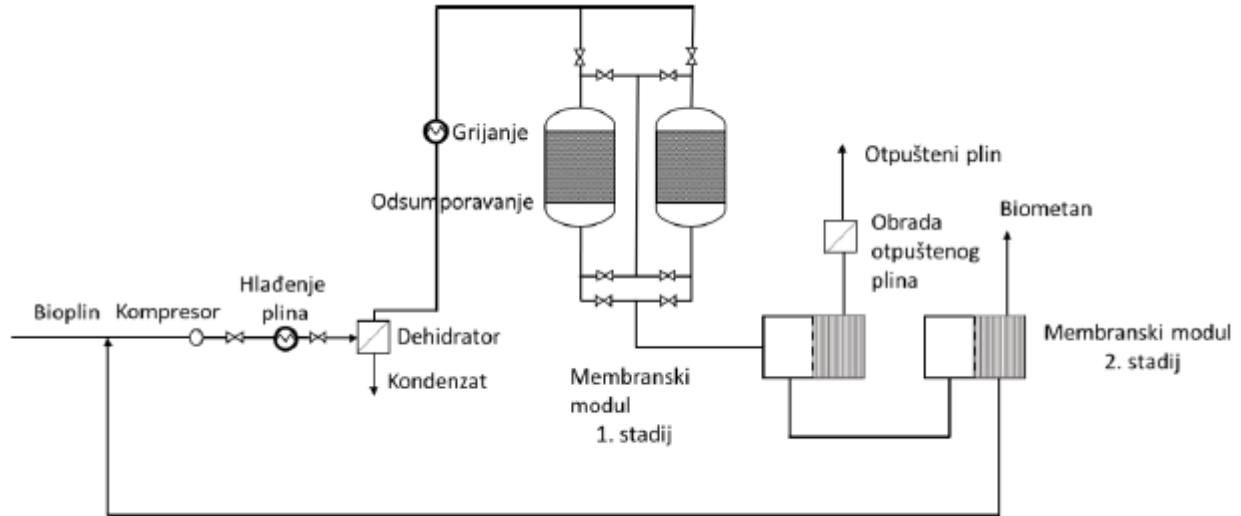 Grijanje
Odsumporavanje
Otpušteni plin
Biometan
Obrada
otpuštenog
plina
Hlađenje
plina
Bioplin
Kompresor
Dehidrator
Kondenzat
Membranski
modul
1. stadij
Membranski modul
2. stadij